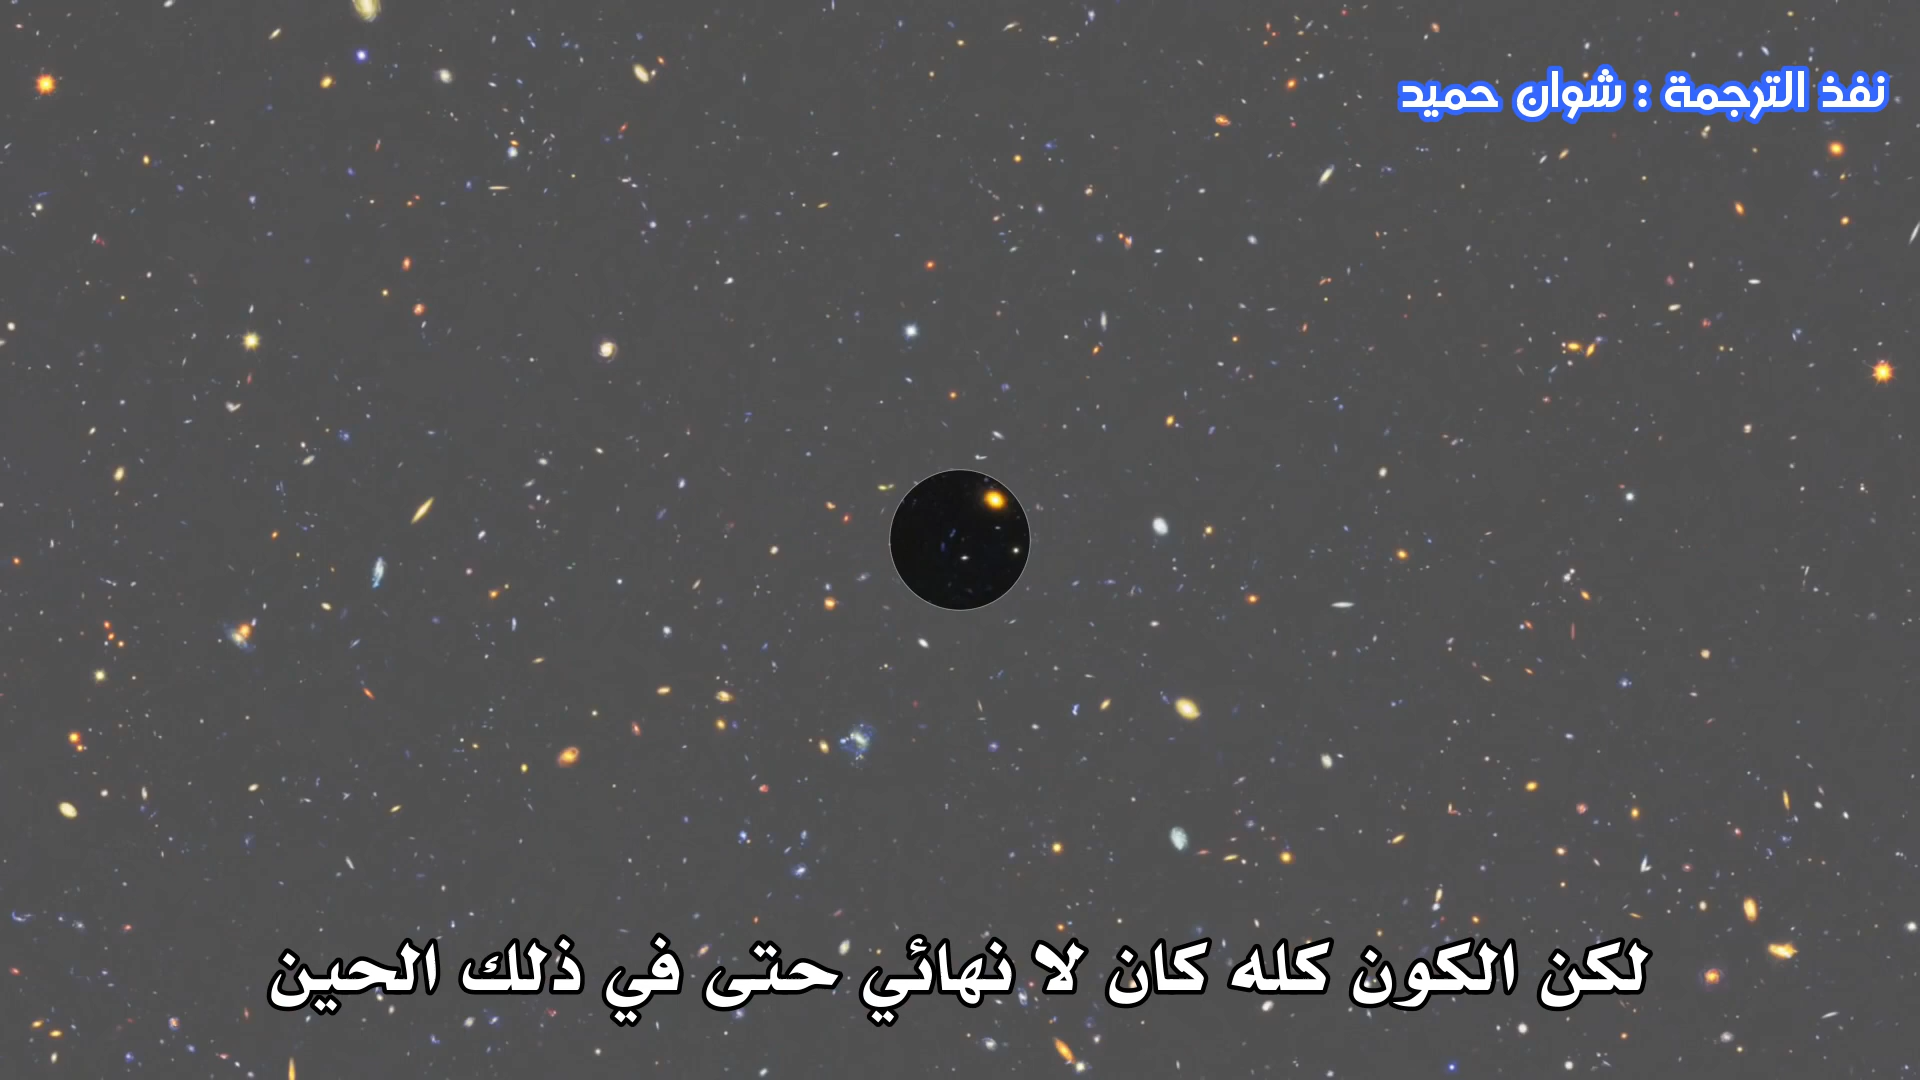 نفذ الترجمة : شوان حميد
لكن الكون كله كان لا نهائي حتى في ذلك الحين